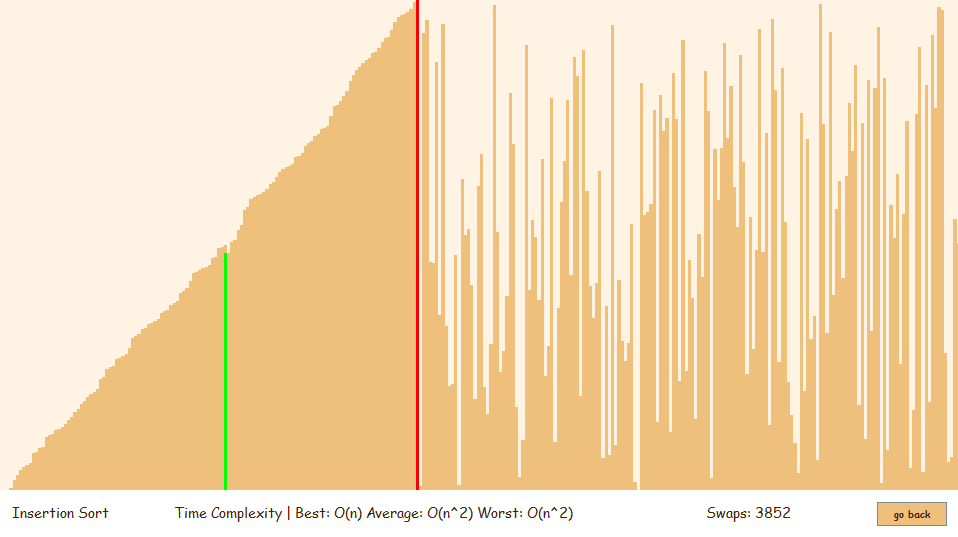 Insertion Sort
Time Complexity | Best: O(n) Average: O(n^2) Worst: O(n^2)
Swaps: 3852
go back